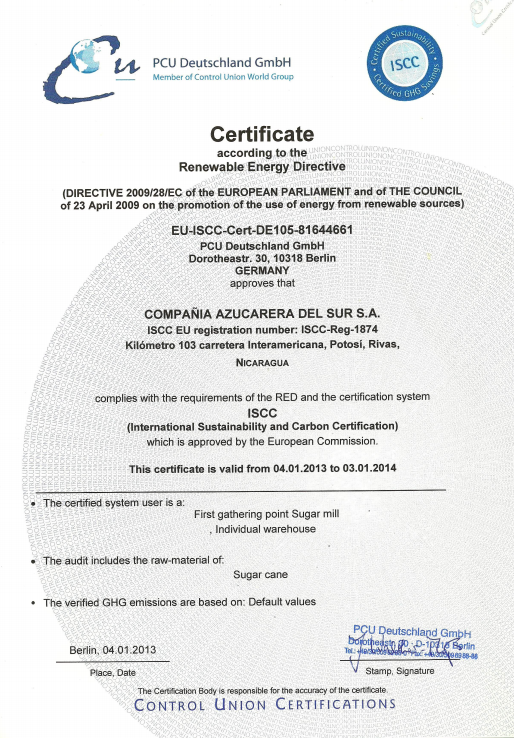 Cu
PCU Deutschland GmbH
Member of Control Union World Group
Certified Sustainability
ISCC
Certified GHG Savings
Certificate
according to the
Renewable Energy Directive
(DIRECTIVE 2009/28/EC of the EUROPEAN PARLIAMENT and of THE COUNCIL
of 23 April 2009 on the promotion of the use of energy from renewable sources)
EU-ISCC-Cert-DE105-81644661
PCU Deutschland GmbH
Dorotheastr. 30, 10318 Berlin
GERMANY
approves that
COMPAÑIA AZUCARERA DEL SUR S.A.
ISCC EU registration number: ISCC-Reg-1874
Kilómetro 103 carretera Interamericana, Potosí, Rivas,
NICARAGUA
complies with the requirements of the RED and the certification system
ISCC
(International Sustainability and Carbon Certification)
which is approved by the European Commission.
This certificate is valid from 04.01.2013 to 03.01.2014
• The certified system user is a:
First gathering point Sugar mill
, Individual warehouse
• The audit includes the raw-material of:
Sugar cane
• The verified GHG emissions are based on: Default values
PCU Deutschland GmbH
Dorotheastr. 30 - D-10318 Berlin
Berlin, 04.01.2013
Place, Date
Stamp, Signature
The Certification Body is responsible for the accuracy of the certificate.
CONTROL UNION CERTIFICATIONS